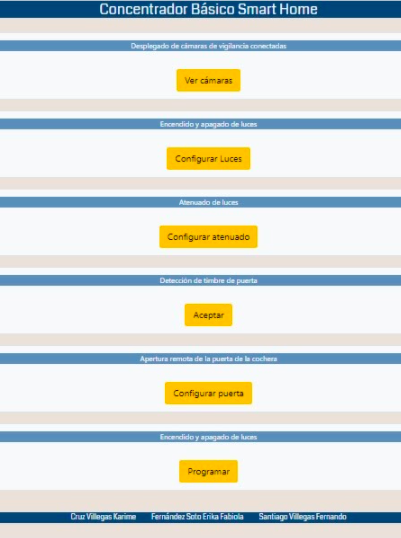 Concentrador Básico Smart Home
Desplegado de cámaras de vigilancia conectadas
Ver cámaras
Encendido y apagado de luces
Configurar Luces
Atenuado de luces
Configurar atenuado
Detección de timbre de puerta
Aceptar
Apertura remota de la puerta de la cochera
Configurar puerta
Encendido y apagado de luces
Programar
Cruz Villegas Karime Fernández Soto Erika Fabiola Santiago Villegas Fernando